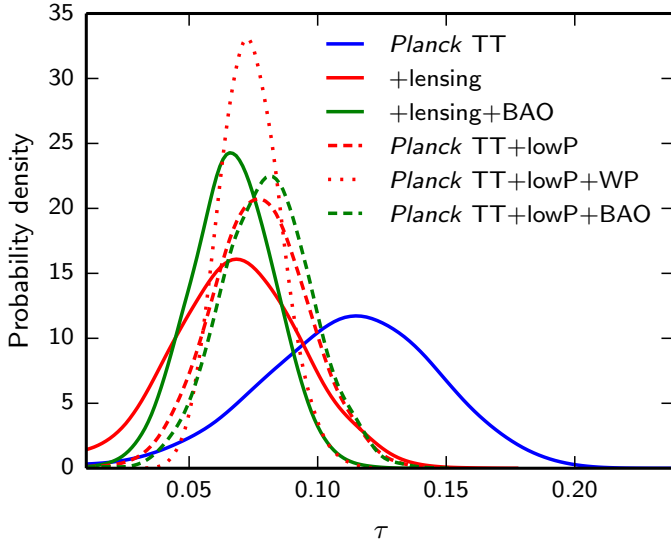 35
30
25
20
15
10
5
0
Probability density
Planck TT
+lensing
+lensing+BAO
Planck TT+lowP
Planck TT+lowP+WP
Planck TT+lowP+BAO
0.05 0.10 0.15 0.20
τ